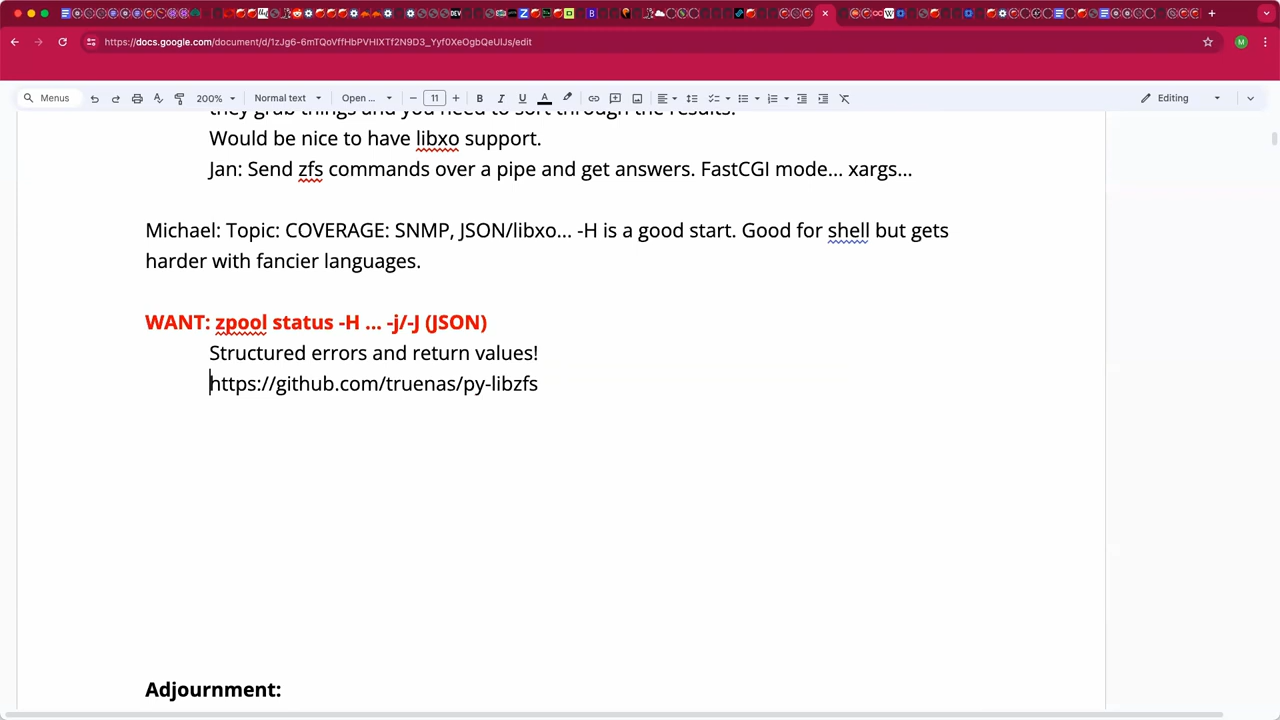 https://docs.google.com/document/d/1zJg6-6mTQoVffHbPVHIXTf2N9D3_Yyf0XeOgbQeUlJs/edit
M
Menus
200%
Normal text
Open ...
11
Editing
they grab things and you need to sort through the results.
Would be nice to have libxo support.
Jan: Send zfs commands over a pipe and get answers. FastCGI mode... xargs...
Michael: Topic: COVERAGE: SNMP, JSON/libxo... -H is a good start. Good for shell but gets
harder with fancier languages.
WANT: zpool status -H ... -j/-J (JSON)
Structured errors and return values!
https://github.com/truenas/py-libzfs
Adjournment: